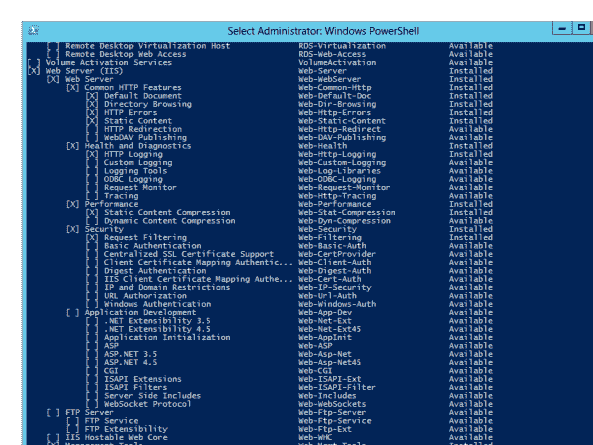 Select Administrator: Windows PowerShell
[ ] Remote Desktop Virtualization Host RDS-Virtualization Available
[ ] Remote Desktop Web Access RDS-Web-Access Available
[ ] Volume Activation Services VolumeActivation Available
[X] Web Server (IIS) Web-Server Installed
[X] Web Server Web-WebServer Installed
[X] Common HTTP Features Web-Common-Http Installed
[X] Default Document Web-Default-Doc Installed
[X] Directory Browsing Web-Dir-Browsing Installed
[X] HTTP Errors Web-Http-Errors Installed
[X] Static Content Web-Static-Content Installed
[ ] HTTP Redirection Web-Http-Redirect Available
[ ] WebDAV Publishing Web-DAV-Publishing Available
[X] Health and Diagnostics Web-Health Installed
[X] HTTP Logging Web-Http-Logging Installed
[ ] Custom Logging Web-Custom-Logging Available
[ ] Logging Tools Web-Log-Libraries Available
[ ] ODBC Logging Web-ODBC-Logging Available
[ ] Request Monitor Web-Request-Monitor Available
[ ] Tracing Web-Http-Tracing Available
[X] Performance Web-Performance Installed
[X] Static Content Compression Web-Stat-Compression Installed
[ ] Dynamic Content Compression Web-Dyn-Compression Available
[X] Security Web-Security Installed
[X] Request Filtering Web-Filtering Installed
[ ] Basic Authentication Web-Basic-Auth Available
[ ] Centralized SSL Certificate Support Web-CertProvider Available
[ ] Client Certificate Mapping Authentic... Web-Client-Auth Available
[ ] Digest Authentication Web-Digest-Auth Available
[ ] IIS Client Certificate Mapping Authe... Web-Cert-Auth Available
[ ] IP and Domain Restrictions Web-IP-Security Available
[ ] URL Authorization Web-Url-Auth Available
[ ] Windows Authentication Web-Windows-Auth Available
[ ] Application Development Web-App-Dev Available
[ ] .NET Extensibility 3.5 Web-Net-Ext Available
[ ] .NET Extensibility 4.5 Web-Net-Ext45 Available
[ ] Application Initialization Web-AppInit Available
[ ] ASP Web-ASP Available
[ ] ASP.NET 3.5 Web-Asp-Net Available
[ ] ASP.NET 4.5 Web-Asp-Net45 Available
[ ] CGI Web-CGI Available
[ ] ISAPI Extensions Web-ISAPI-Ext Available
[ ] ISAPI Filters Web-ISAPI-Filter Available
[ ] Server Side Includes Web-Includes Available
[ ] WebSocket Protocol Web-WebSockets Available
[ ] FTP Server Web-Ftp-Server Available
[ ] FTP Service Web-Ftp-Service Available
[ ] FTP Extensibility Web-Ftp-Ext Available
[ ] IIS Hostable Web Core Web-WHC Available
[X] Management Tools Web-Mgmt-Tools Installed